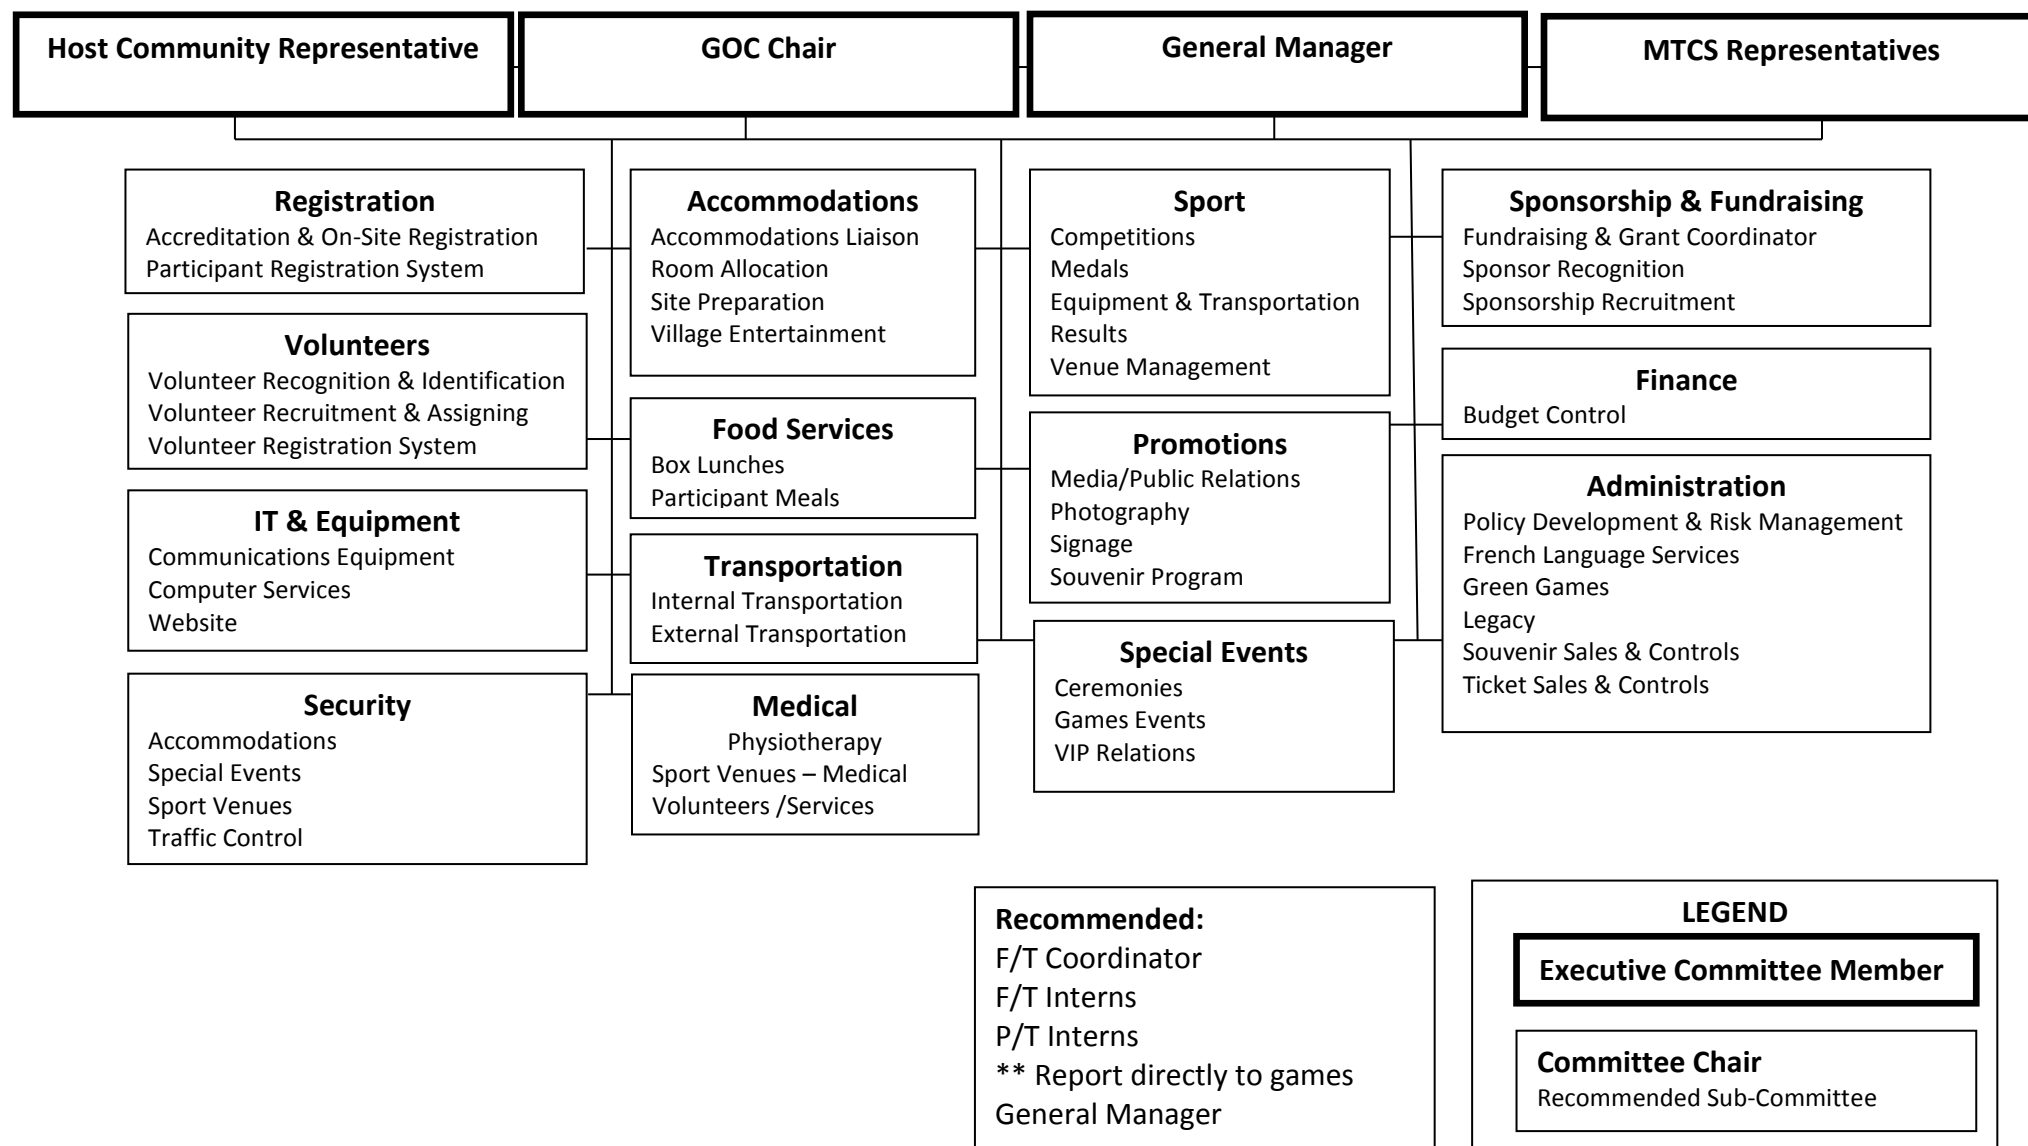 Host Community Representative
GOC Chair
General Manager
MTCS Representatives
Registration
Accreditation & On-Site Registration
Participant Registration System
Volunteers
Volunteer Recognition & Identification
Volunteer Recruitment & Assigning
Volunteer Registration System
IT & Equipment
Communications Equipment
Computer Services
Website
Security
Accommodations
Special Events
Sport Venues
Traffic Control
Accommodations
Accommodations Liaison
Room Allocation
Site Preparation
Village Entertainment
Food Services
Box Lunches
Participant Meals
Transportation
Internal Transportation
External Transportation
Medical
Physiotherapy
Sport Venues – Medical
Volunteers /Services
Sport
Competitions
Medals
Equipment & Transportation
Results
Venue Management
Promotions
Media/Public Relations
Photography
Signage
Souvenir Program
Special Events
Ceremonies
Games Events
VIP Relations
Sponsorship & Fundraising
Fundraising & Grant Coordinator
Sponsor Recognition
Sponsorship Recruitment
Finance
Budget Control
Administration
Policy Development & Risk Management
French Language Services
Green Games
Legacy
Souvenir Sales & Controls
Ticket Sales & Controls
Recommended:
F/T Coordinator
F/T Interns
P/T Interns
** Report directly to games
General Manager
LEGEND
Executive Committee Member
Committee Chair
Recommended Sub-Committee